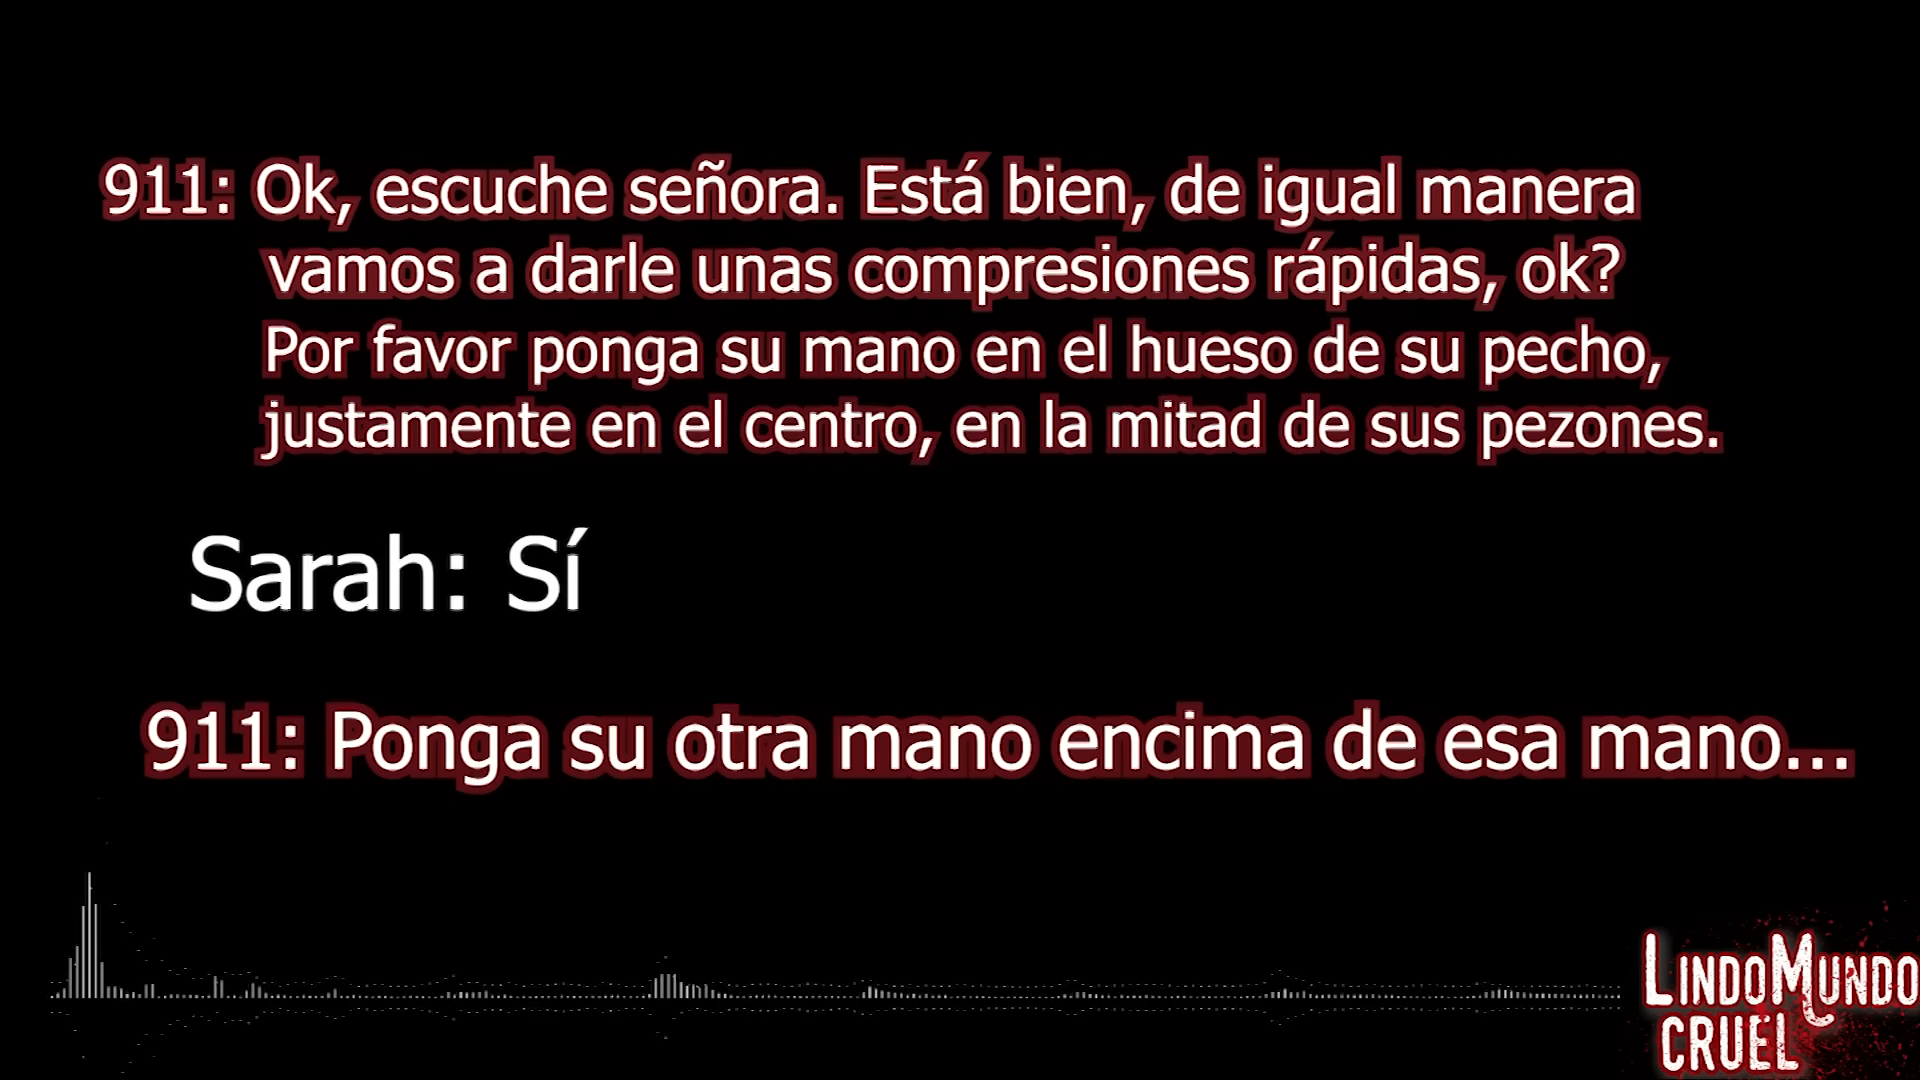 911: Ok, escuche señora. Está bien, de igual manera
vamos a darle unas compresiones rápidas, ok?
Por favor ponga su mano en el hueso de su pecho,
justamente en el centro, en la mitad de sus pezones.
Sarah: Sí
911: Ponga su otra mano encima de esa mano...
LINDOMUNDO
CRUEL